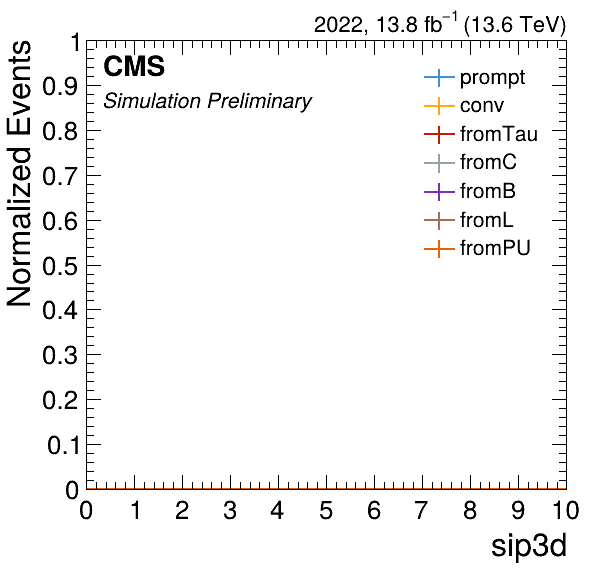 2022, 13.8 fb⁻¹ (13.6 TeV)
CMS
Simulation Preliminary
prompt
conv
fromTau
fromC
fromB
fromL
fromPU
Normalized Events
1
0.9
0.8
0.7
0.6
0.5
0.4
0.3
0.2
0.1
0
0 1 2 3 4 5 6 7 8 9 10
sip3d